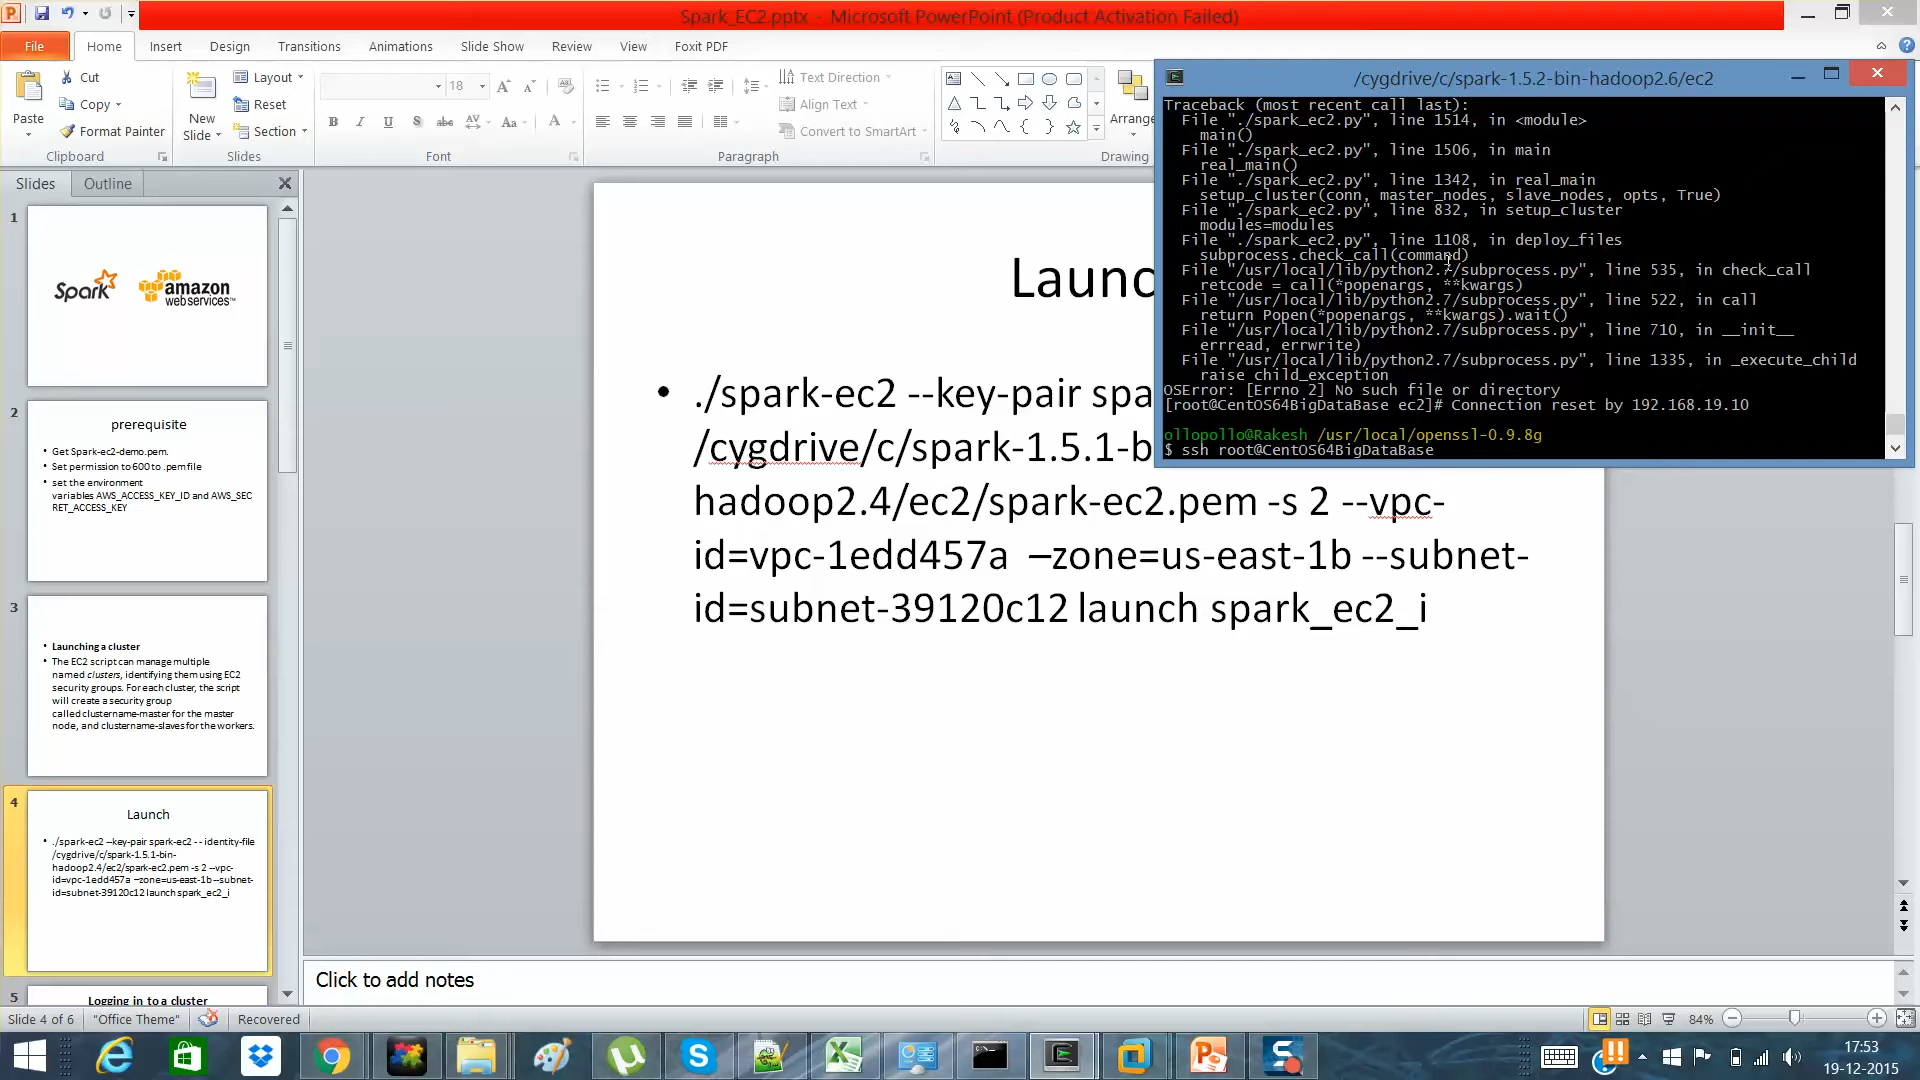 Spark_EC2.pptx - Microsoft PowerPoint (Product Activation Failed)
File Home Insert Design Transitions Animations Slide Show Review View Foxit PDF
Paste
Cut
Copy
Format Painter
Clipboard
New Slide
Layout
Reset
Section
Slides
18
Font
Text Direction
Align Text
Convert to SmartArt
Paragraph
Arrange
Drawing
/cygdrive/c/spark-1.5.2-bin-hadoop2.6/ec2
Traceback (most recent call last):
File "./spark_ec2.py", line 1514, in <module>
main()
File "./spark_ec2.py", line 1506, in main
real_main()
File "./spark_ec2.py", line 1342, in real_main
setup_cluster(conn, master_nodes, slave_nodes, opts, True)
File "./spark_ec2.py", line 832, in setup_cluster
modules=modules
File "./spark_ec2.py", line 1108, in deploy_files
subprocess.check_call(command)
File "/usr/local/lib/python2.7/subprocess.py", line 535, in check_call
retcode = call(*popenargs, **kwargs)
File "/usr/local/lib/python2.7/subprocess.py", line 522, in call
return Popen(*popenargs, **kwargs).wait()
File "/usr/local/lib/python2.7/subprocess.py", line 710, in __init__
errread, errwrite)
File "/usr/local/lib/python2.7/subprocess.py", line 1335, in _execute_child
raise child_exception
OSError: [Errno 2] No such file or directory
[root@CentOS64BigDataBase ec2]# Connection reset by 192.168.19.10
ollopollo@Rakesh /usr/local/openssl-0.9.8g
$ ssh root@CentOS64BigDataBase
Slides Outline
1
Spark amazon
web services
2
prerequisite
• Get Spark-ec2-demo.pem.
• Set permission to 600 to .pem file
• set the environment
variables AWS_ACCESS_KEY_ID and AWS_SEC
RET_ACCESS_KEY
3
• Launching a cluster
• The EC2 script can manage multiple
named clusters, identifying them using EC2
security groups. For each cluster, the script
will create a security group
called clustername-master for the master
node, and clustername-slaves for the workers.
4
Launch
• ./spark-ec2 --key-pair spark-ec2 -- identity-file
/cygdrive/c/spark-1.5.1-bin-
hadoop2.4/ec2/spark-ec2.pem -s 2 --vpc-
id=vpc-1edd457a –zone=us-east-1b --subnet-
id=subnet-39120c12 launch spark_ec2_i
5
Logging in to a cluster
Launc
• ./spark-ec2 --key-pair spa
/cygdrive/c/spark-1.5.1-b
hadoop2.4/ec2/spark-ec2.pem -s 2 --vpc-
id=vpc-1edd457a –zone=us-east-1b --subnet-
id=subnet-39120c12 launch spark_ec2_i
Click to add notes
Slide 4 of 6 "Office Theme" Recovered 84%
17:53
19-12-2015